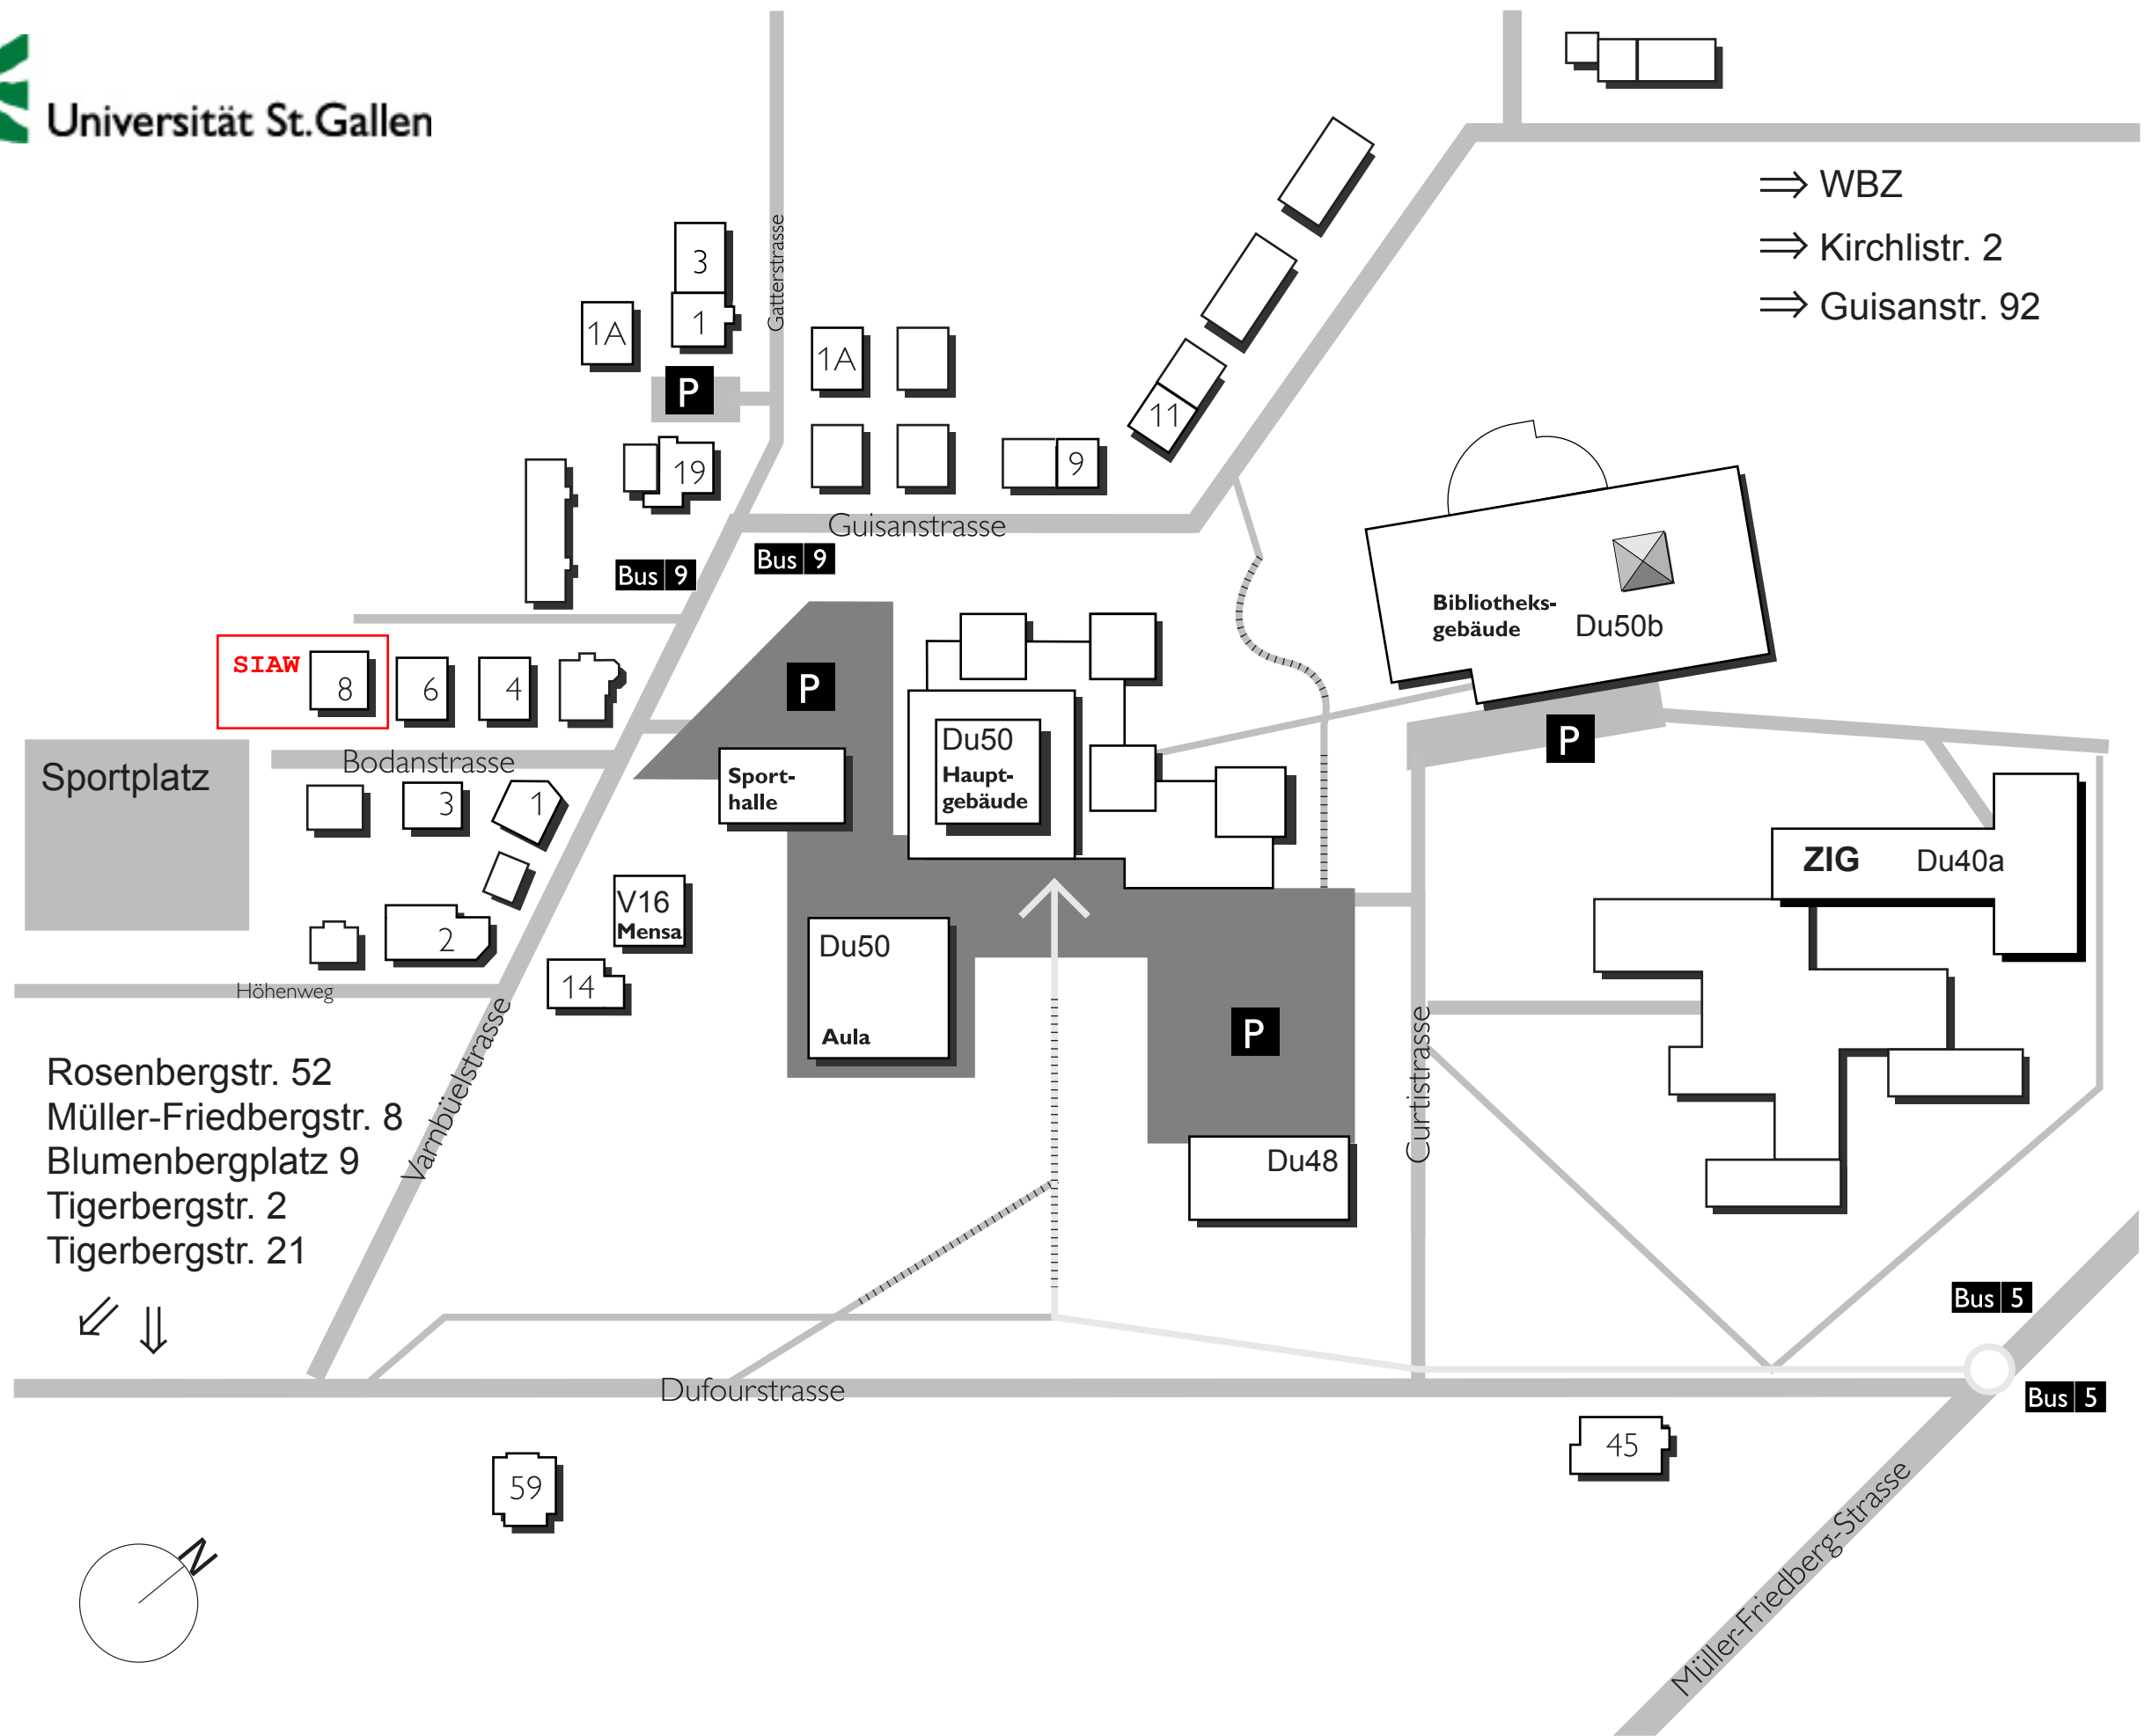 Universität St.Gallen
⇒ WBZ
⇒ Kirchlistr. 2
⇒ Guisanstr. 92
Gatterstrasse
3
1
1A
P
1A
19
9
11
Guisanstrasse
Bus 9
Bus 9
Bibliotheks-
gebäude
Du50b
SIAW
8
6
4
P
Du50
Haupt-
gebäude
P
Bodanstrasse
Sportplatz
Sport-
halle
3
1
ZIG
Du40a
V16
Mensa
2
14
Du50
Aula
Höhenweg
P
Varnbüelstrasse
Curtistrasse
Rosenbergstr. 52
Müller-Friedbergstr. 8
Blumenbergplatz 9
Tigerbergstr. 2
Tigerbergstr. 21
Du48
Bus 5
Dufourstrasse
Bus 5
45
59
Müller-Friedberg-Strasse
N